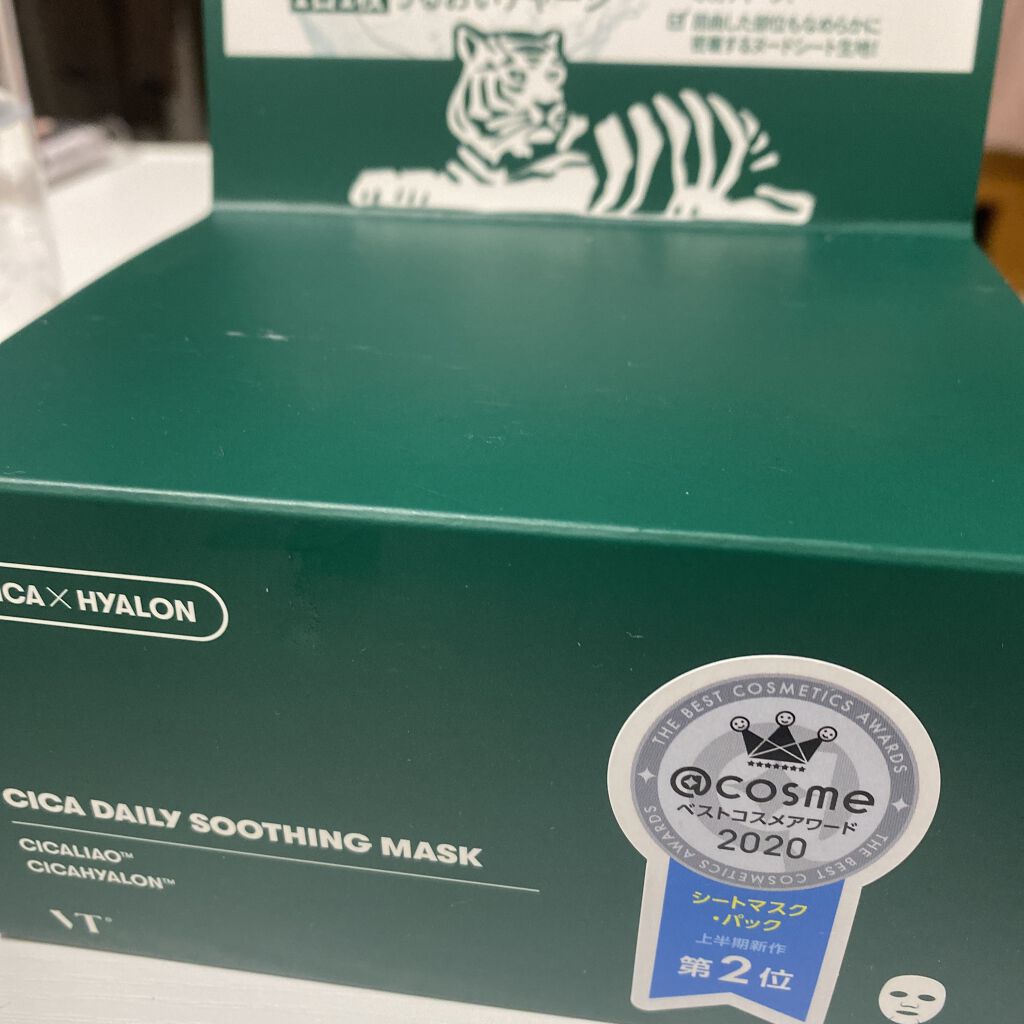 うるおいチャージ
密着するヌードシート生地!
CICA×HYALON
CICA DAILY SOOTHING MASK
CICALIAO™
CICAHYALON™
VT®
THE BEST COSMETICS AWARDS
@cosme
ベストコスメアワード
2020
THE BEST COSMETICS AWARDS
シートマスク
・パック
上半期新作
第2位